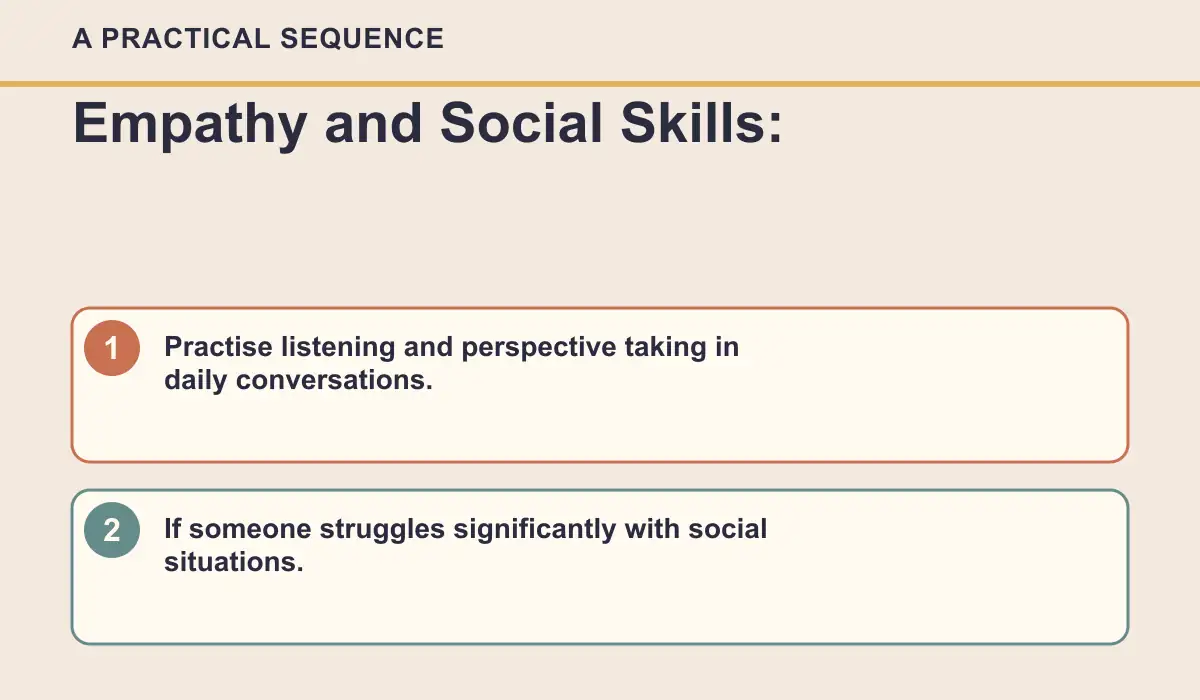 A PRACTICAL SEQUENCE
Empathy and Social Skills:
1
Practise listening and perspective taking in
daily conversations.
2
If someone struggles significantly with social
situations.